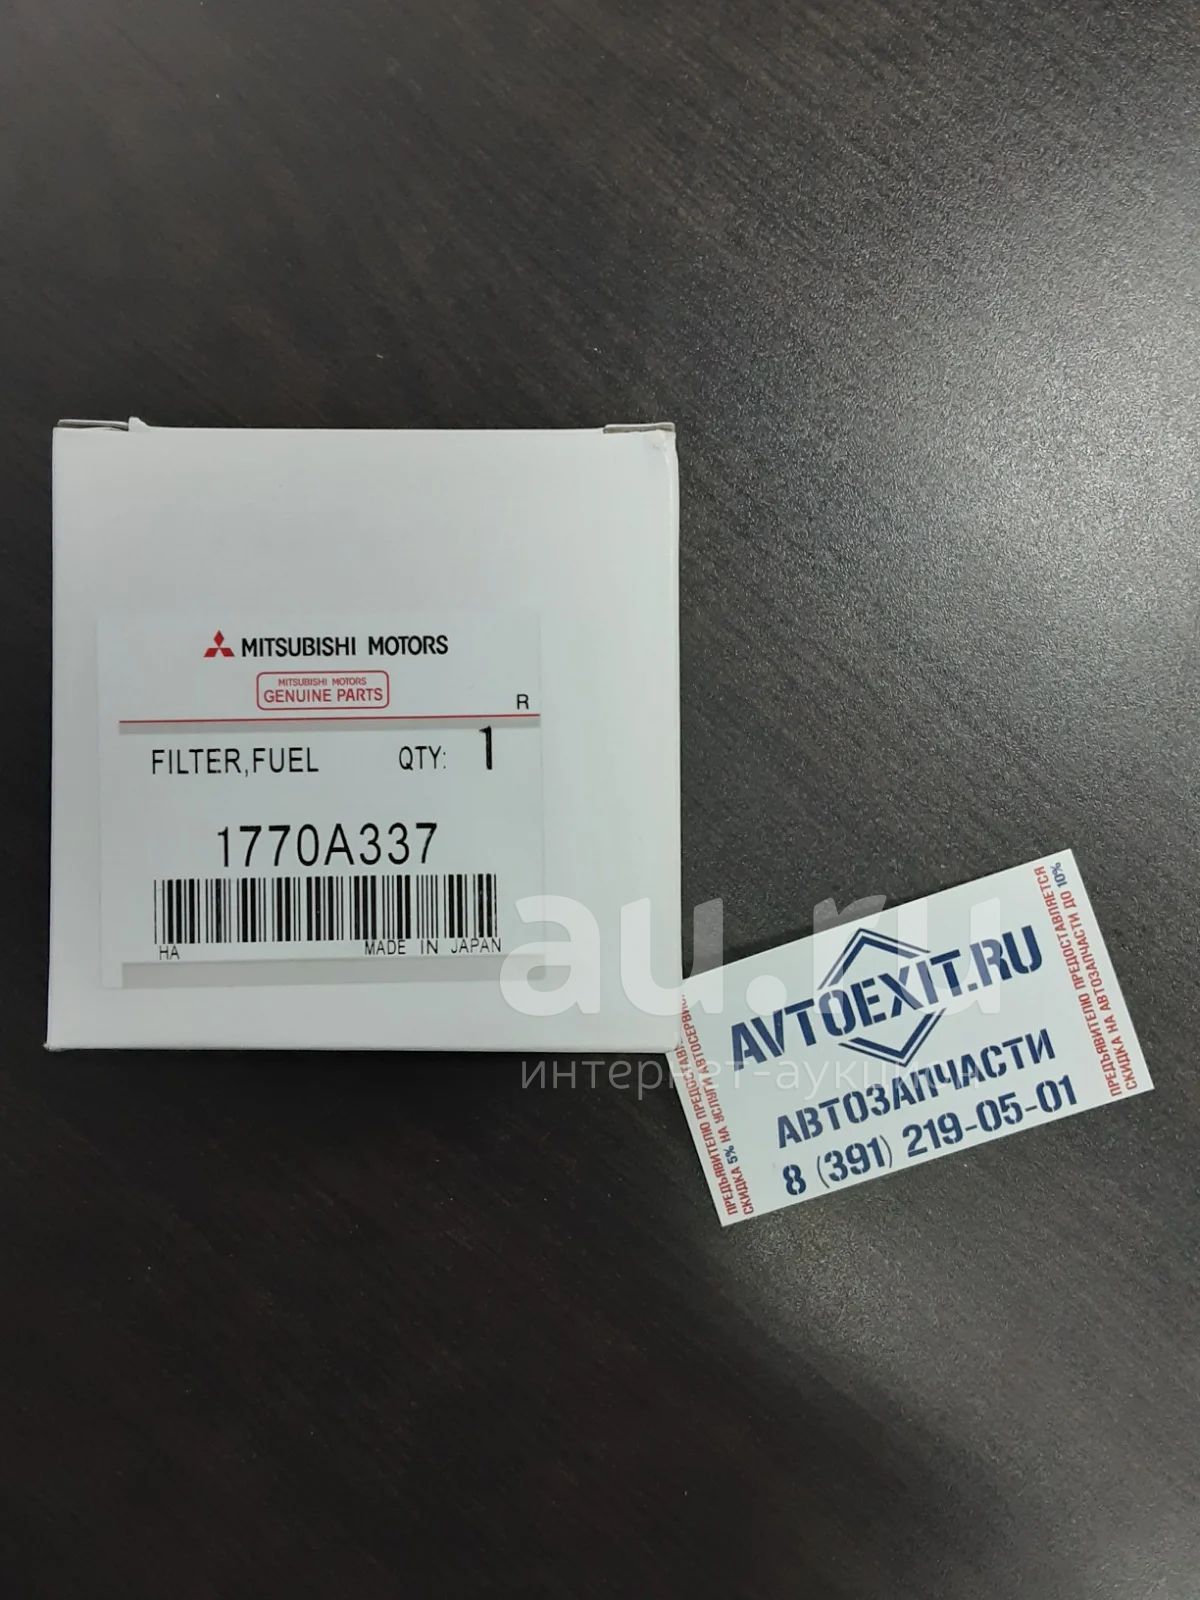 MITSUBISHI MOTORS
MITSUBISHI MOTORS
GENUINE PARTS
R
FILTER,FUEL QTY: 1
1770A337
HA MADE IN JAPAN
au.ru
интернет-аукцион
AVTOEXIT.RU
АВТОЗАПЧАСТИ
8 (391) 219-05-01
ПРЕДЪЯВИТЕЛЮ ПРЕДОСТАВЛЯЕТСЯ
СКИДКА 5% НА УСЛУГИ АВТОСЕРВИСА
ПРЕДЪЯВИТЕЛЮ ПРЕДОСТАВЛЯЕТСЯ
СКИДКА НА АВТОЗАПЧАСТИ ДО 10%